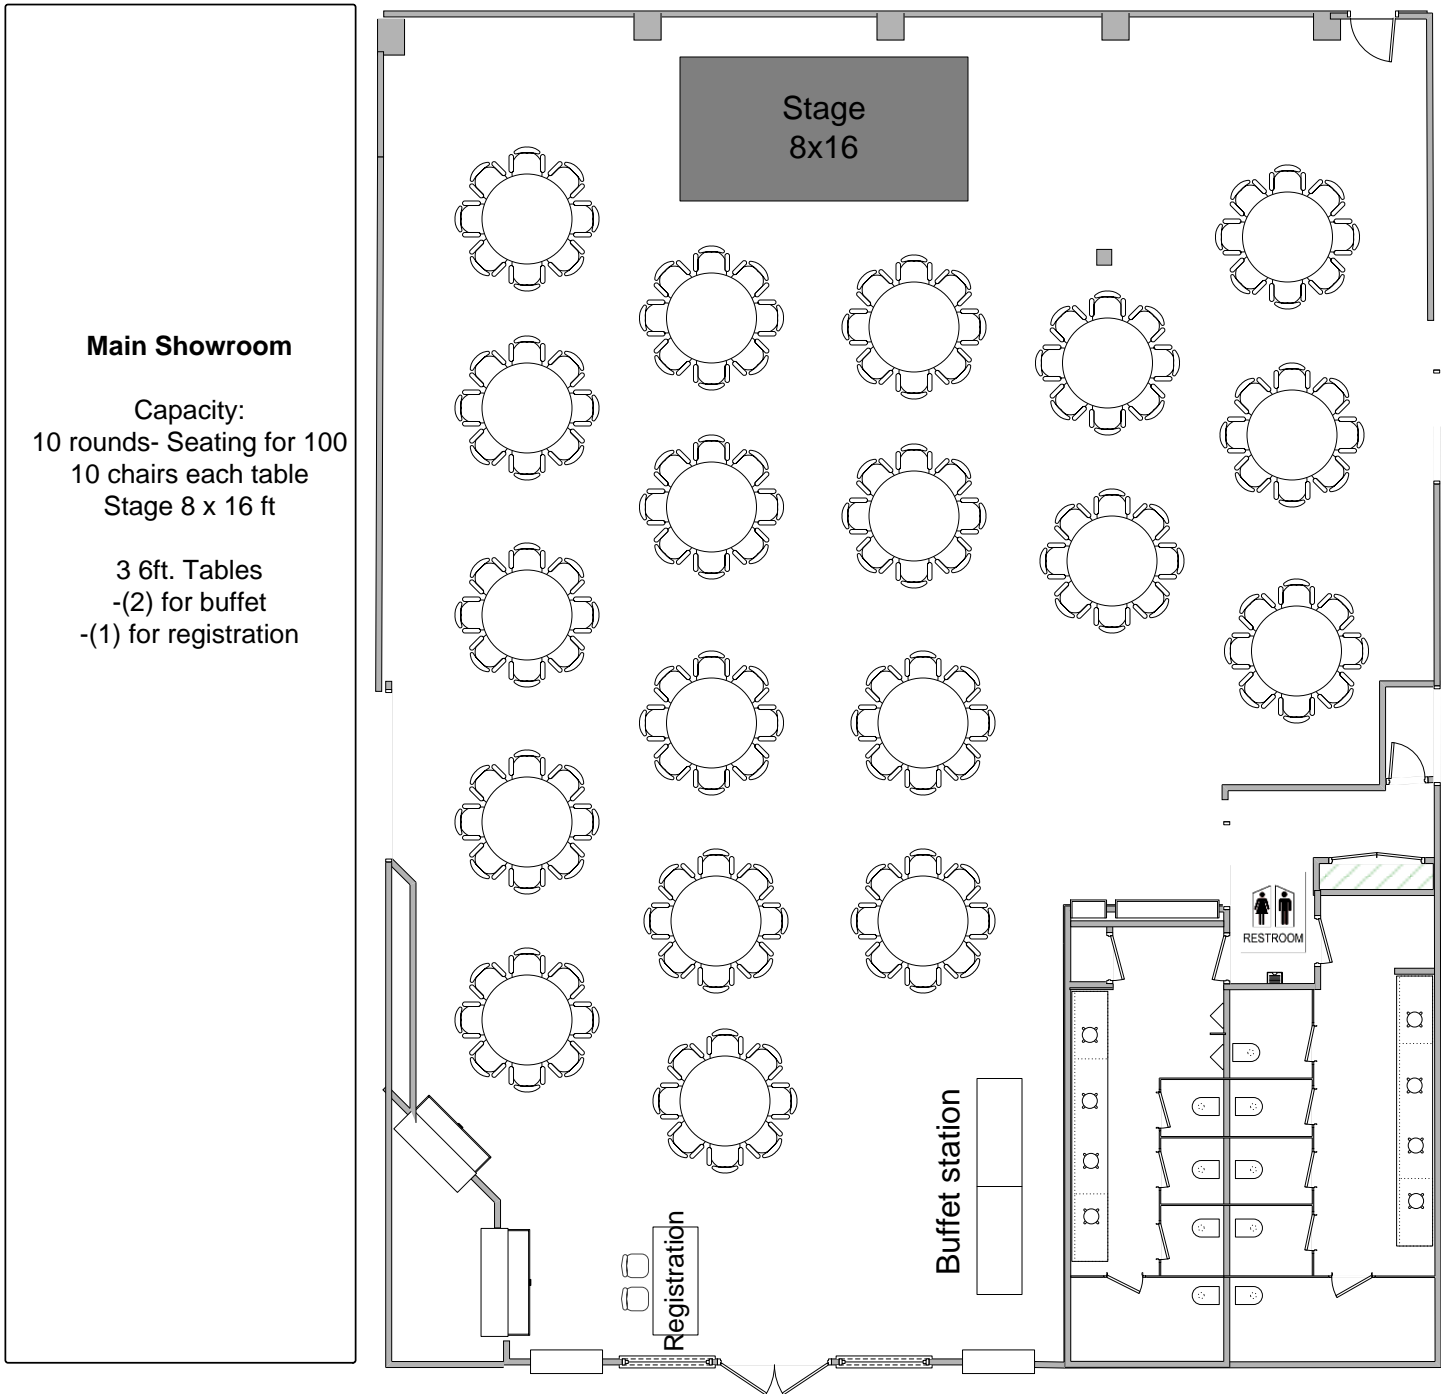 Main Showroom
Capacity:
10 rounds- Seating for 100
10 chairs each table
Stage 8 x 16 ft
3 6ft. Tables
-(2) for buffet
-(1) for registration
Stage
8x16
RESTROOM
Buffet station
Registration